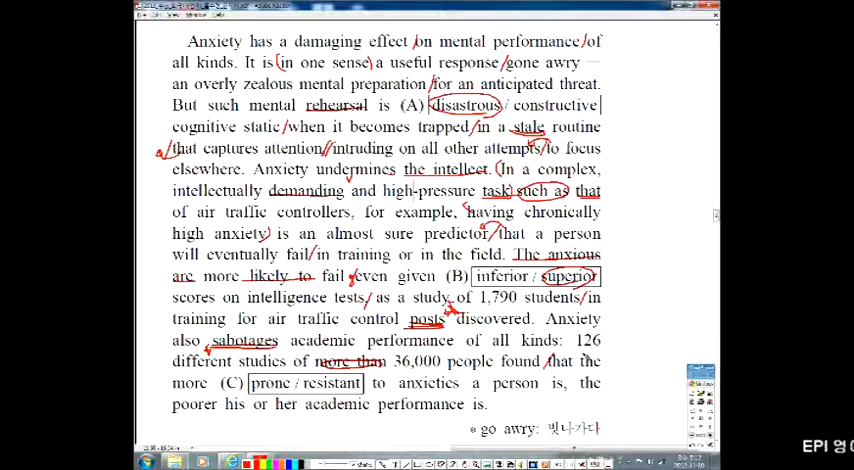 Anxiety has a damaging effect on mental performance of
all kinds. It is in one sense a useful response gone awry —
an overly zealous mental preparation for an anticipated threat.
But such mental rehearsal is (A) disastrous / constructive
cognitive static when it becomes trapped in a stale routine
that captures attention, intruding on all other attempts to focus
elsewhere. Anxiety undermines the intellect. In a complex,
intellectually demanding and high-pressure task such as that
of air traffic controllers, for example, having chronically
high anxiety is an almost sure predictor that a person
will eventually fail in training or in the field. The anxious
are more likely to fail even given (B) inferior / superior
scores on intelligence tests, as a study of 1,790 students in
training for air traffic control posts discovered. Anxiety
also sabotages academic performance of all kinds: 126
different studies of more than 36,000 people found that the
more (C) prone / resistant to anxieties a person is, the
poorer his or her academic performance is.
* go awry: 빗나가다
EPI 영어